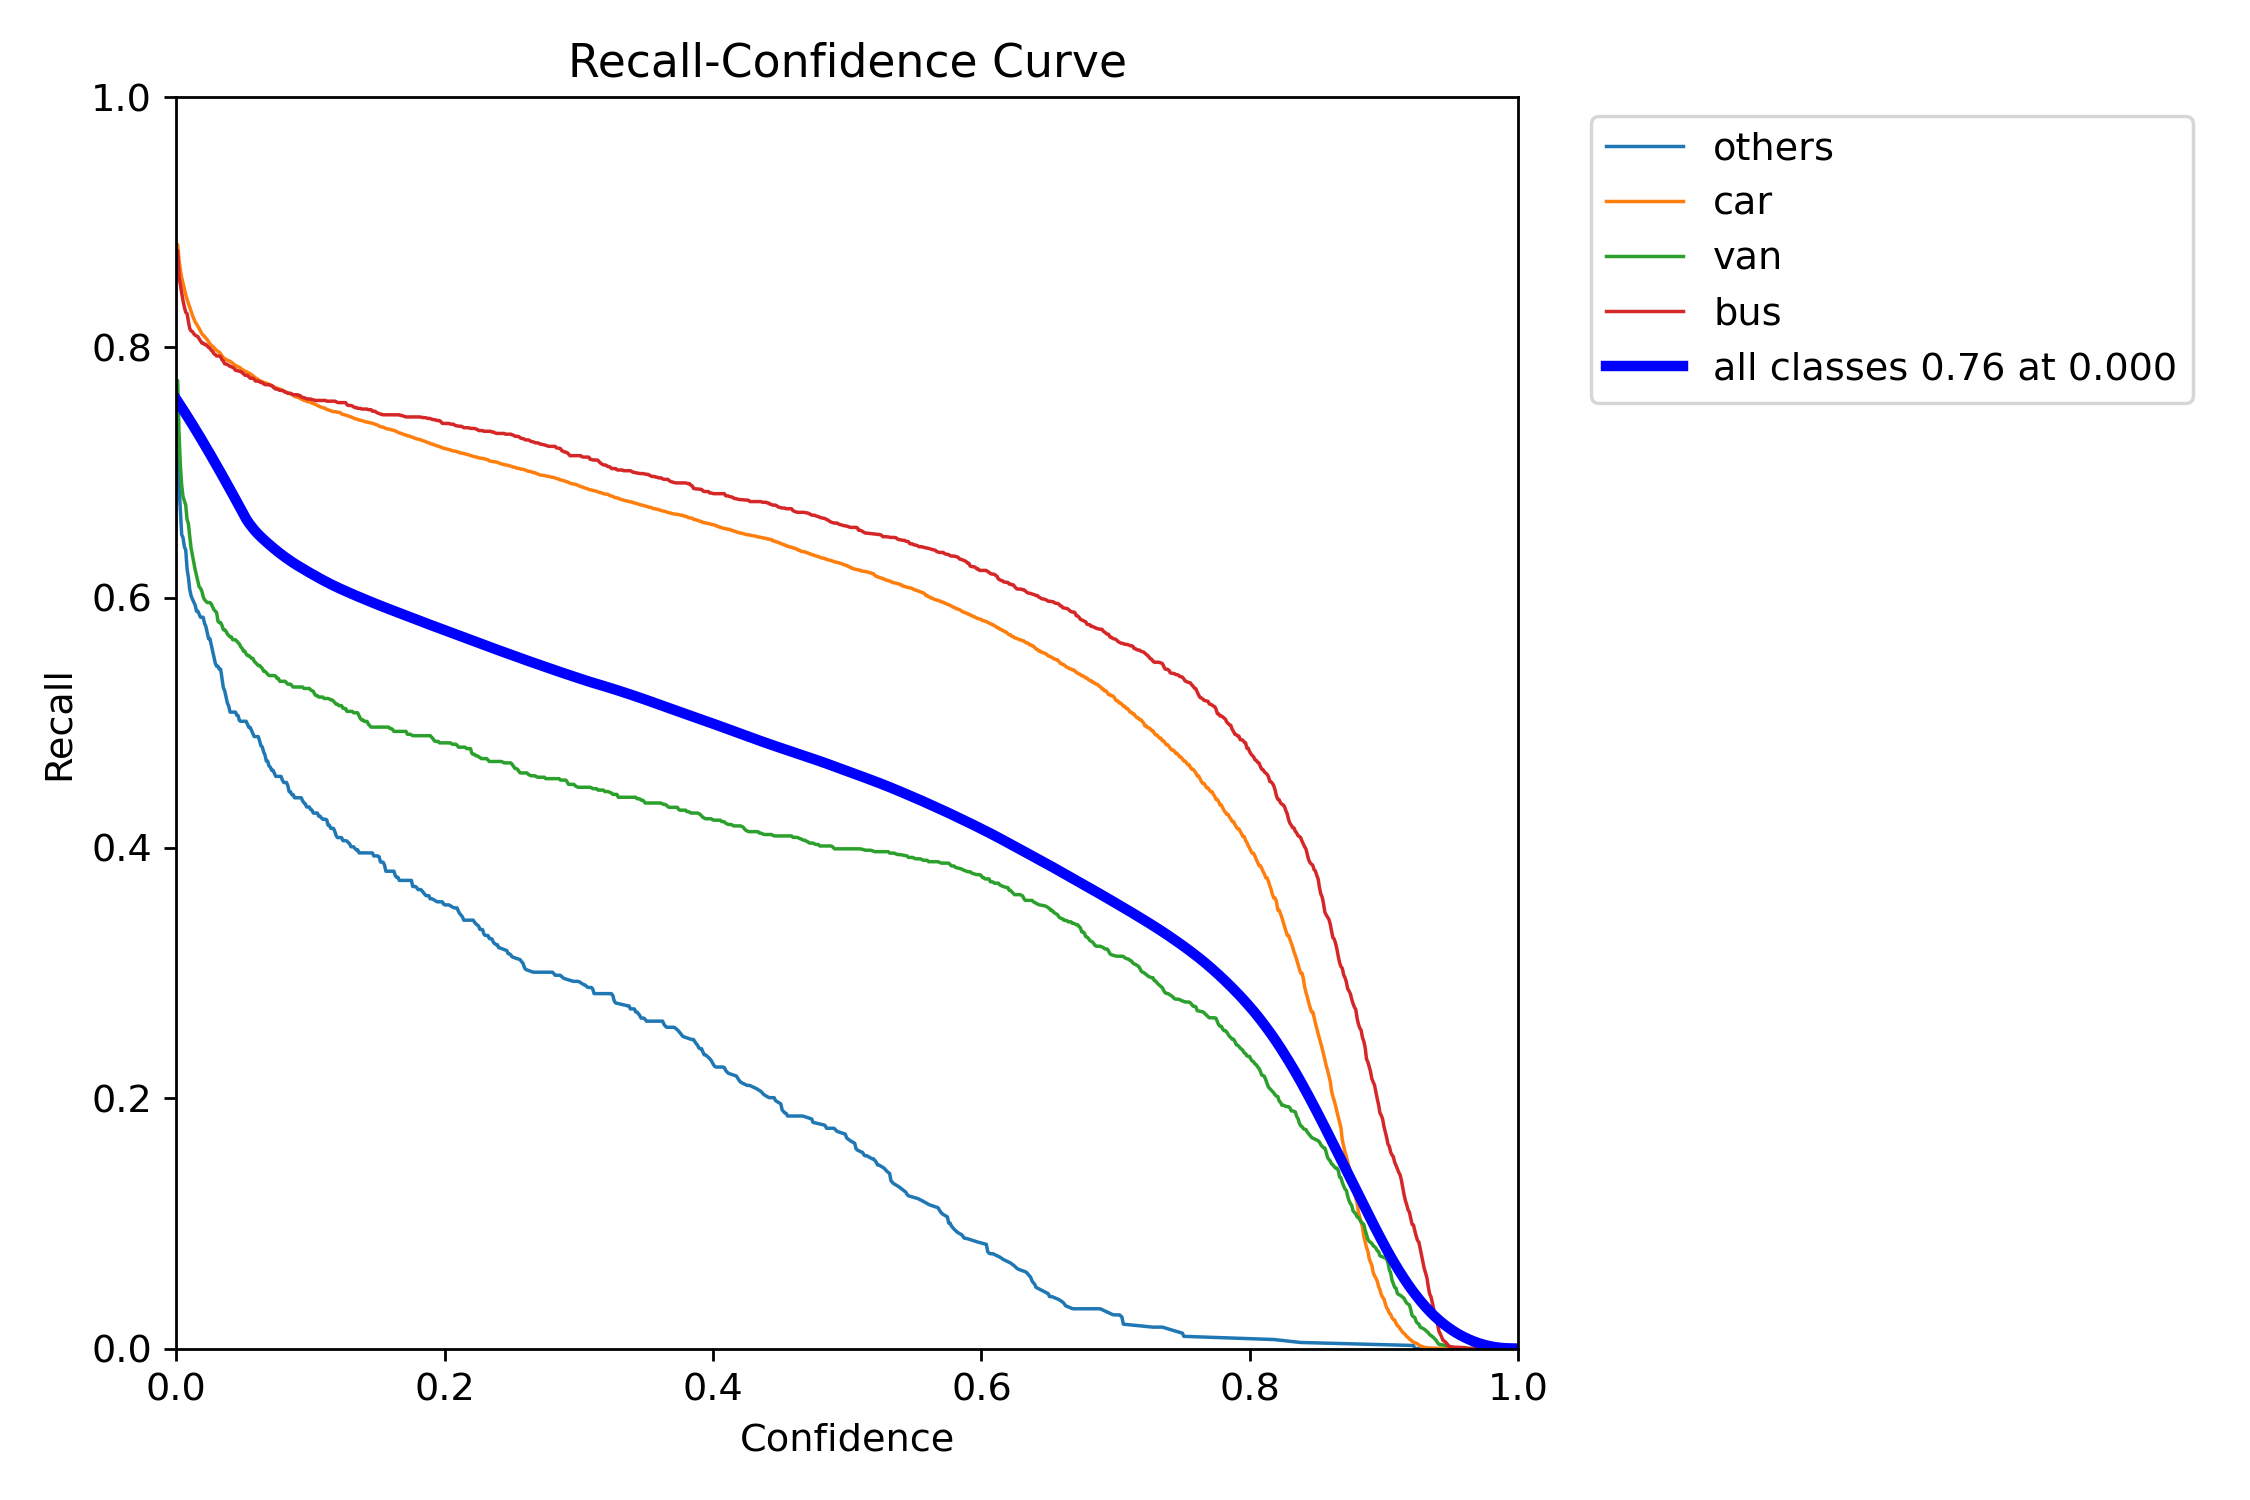 Recall-Confidence Curve
1.0
0.8
0.6
0.4
0.2
0.0
Recall
0.0 0.2 0.4 0.6 0.8 1.0
Confidence
others
car
van
bus
all classes 0.76 at 0.000